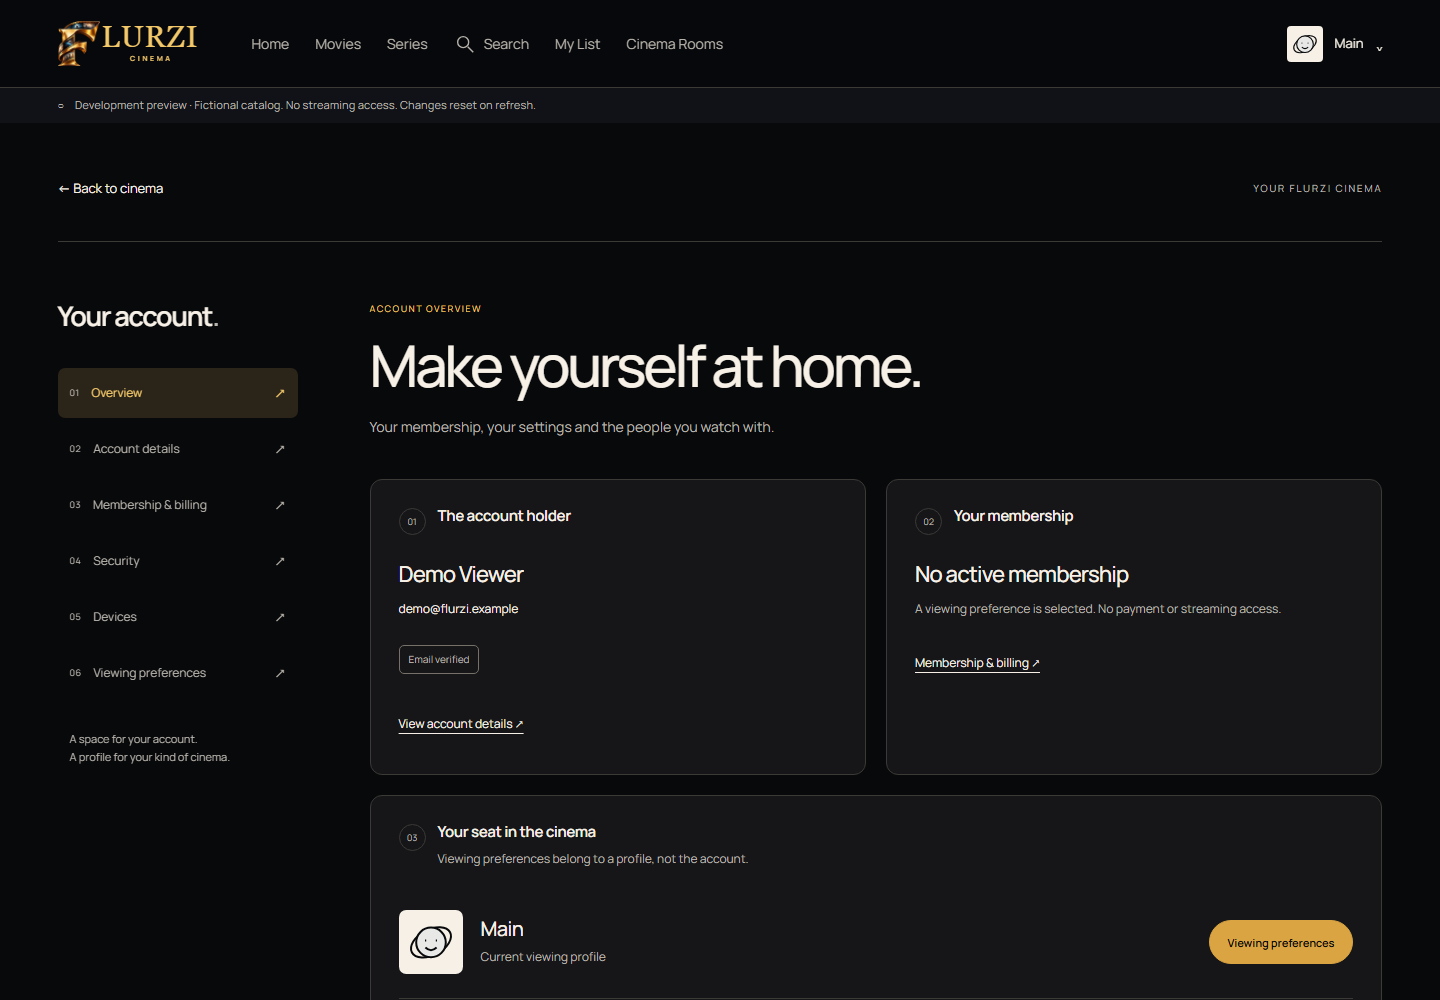 FLURZI
CINEMA
Home
Movies
Series
Search
My List
Cinema Rooms
Main
Development preview · Fictional catalog. No streaming access. Changes reset on refresh.
← Back to cinema
YOUR FLURZI CINEMA
Your account.
01 Overview ↗
02 Account details ↗
03 Membership & billing ↗
04 Security ↗
05 Devices ↗
06 Viewing preferences ↗
A space for your account.
A profile for your kind of cinema.
ACCOUNT OVERVIEW
Make yourself at home.
Your membership, your settings and the people you watch with.
01 The account holder
Demo Viewer
demo@flurzi.example
Email verified
View account details ↗
02 Your membership
No active membership
A viewing preference is selected. No payment or streaming access.
Membership & billing ↗
03 Your seat in the cinema
Viewing preferences belong to a profile, not the account.
Main
Current viewing profile
Viewing preferences